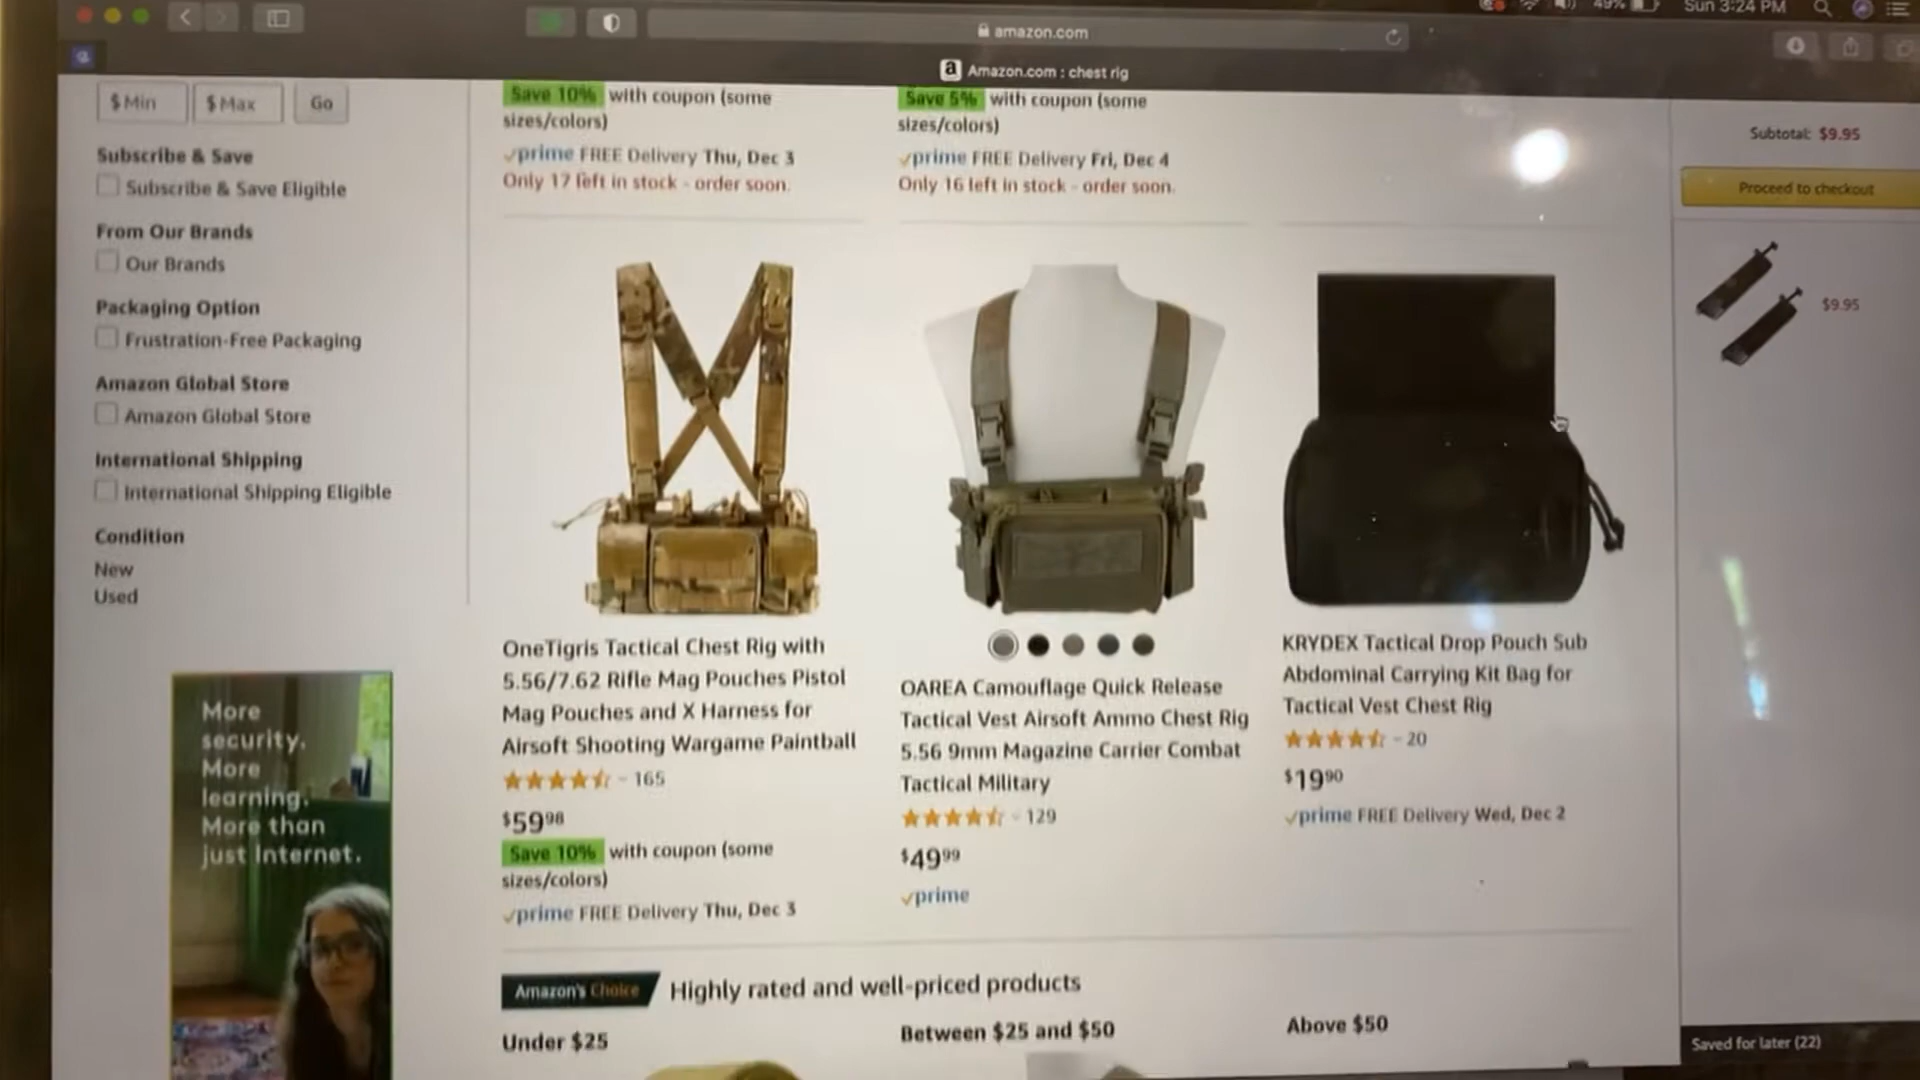 49%
Sun 3:24 PM
amazon.com
a
Amazon.com : chest rig
$ Min
$ Max
Go
Subscribe & Save
Subscribe & Save Eligible
From Our Brands
Our Brands
Packaging Option
Frustration-Free Packaging
Amazon Global Store
Amazon Global Store
International Shipping
International Shipping Eligible
Condition
New
Used
More
security.
More
learning.
More than
just Internet.
Save 10% with coupon (some
sizes/colors)
prime FREE Delivery Thu, Dec 3
Only 17 left in stock - order soon.
Save 5% with coupon (some
sizes/colors)
prime FREE Delivery Fri, Dec 4
Only 16 left in stock - order soon.
OneTigris Tactical Chest Rig with
5.56/7.62 Rifle Mag Pouches Pistol
Mag Pouches and X Harness for
Airsoft Shooting Wargame Paintball
165
$59 98
Save 10% with coupon (some
sizes/colors)
prime FREE Delivery Thu, Dec 3
OAREA Camouflage Quick Release
Tactical Vest Airsoft Ammo Chest Rig
5.56 9mm Magazine Carrier Combat
Tactical Military
129
$49 99
prime
KRYDEX Tactical Drop Pouch Sub
Abdominal Carrying Kit Bag for
Tactical Vest Chest Rig
20
$19 90
prime FREE Delivery Wed, Dec 2
Amazon's Choice Highly rated and well-priced products
Under $25
Between $25 and $50
Above $50
Subtotal: $9.95
Proceed to checkout
$9.95
Saved for later (22)